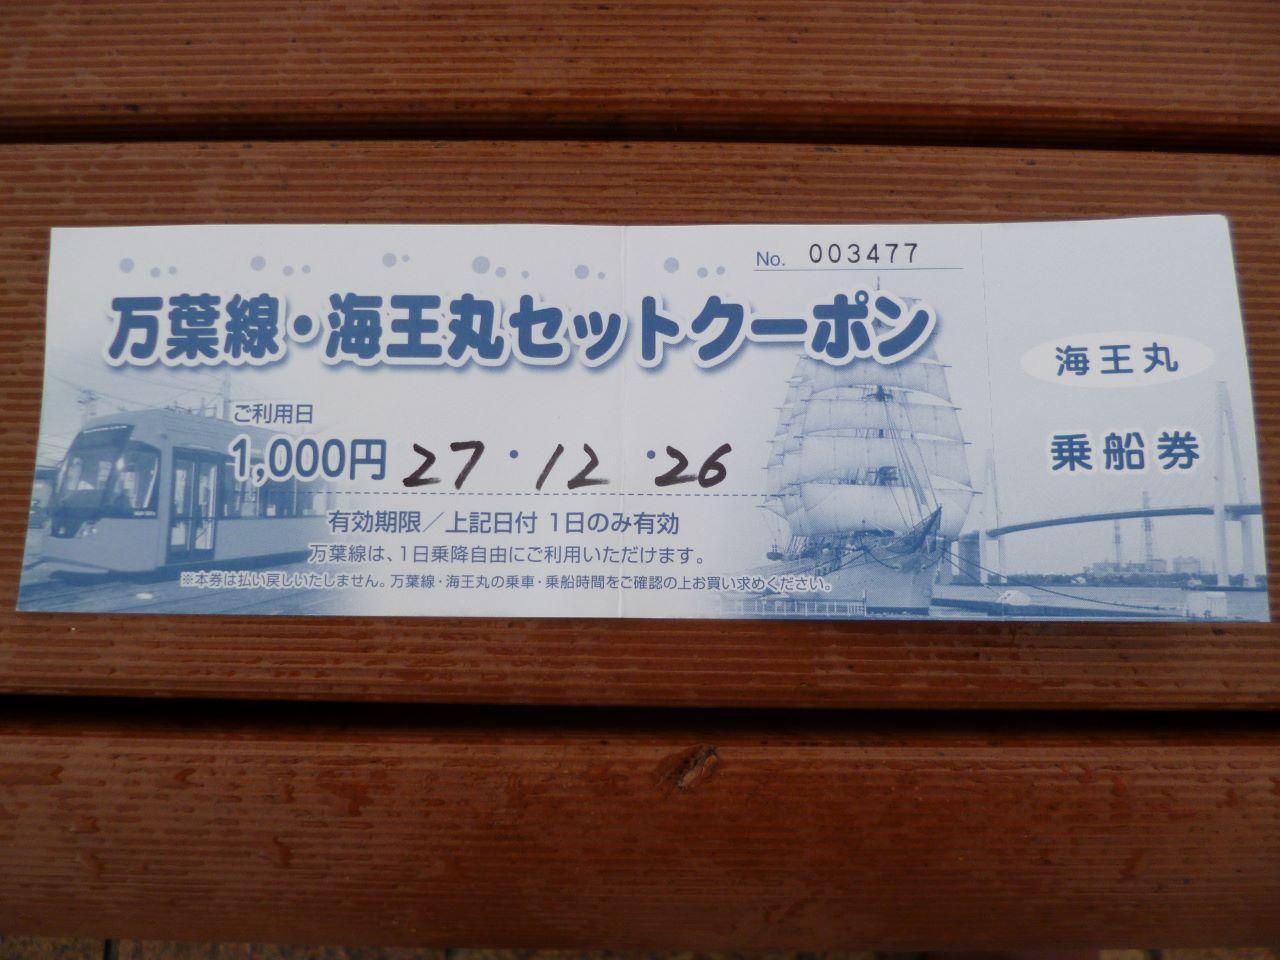 No. 003477
万葉線・海王丸セットクーポン
ご利用日
1,000円 27・12・26
有効期限／上記日付 1日のみ有効
万葉線は、1日乗降自由にご利用いただけます。
※本券は払い戻しいたしません。万葉線・海王丸の乗車・乗船時間をご確認の上お買い求めください。
海王丸
乗船券